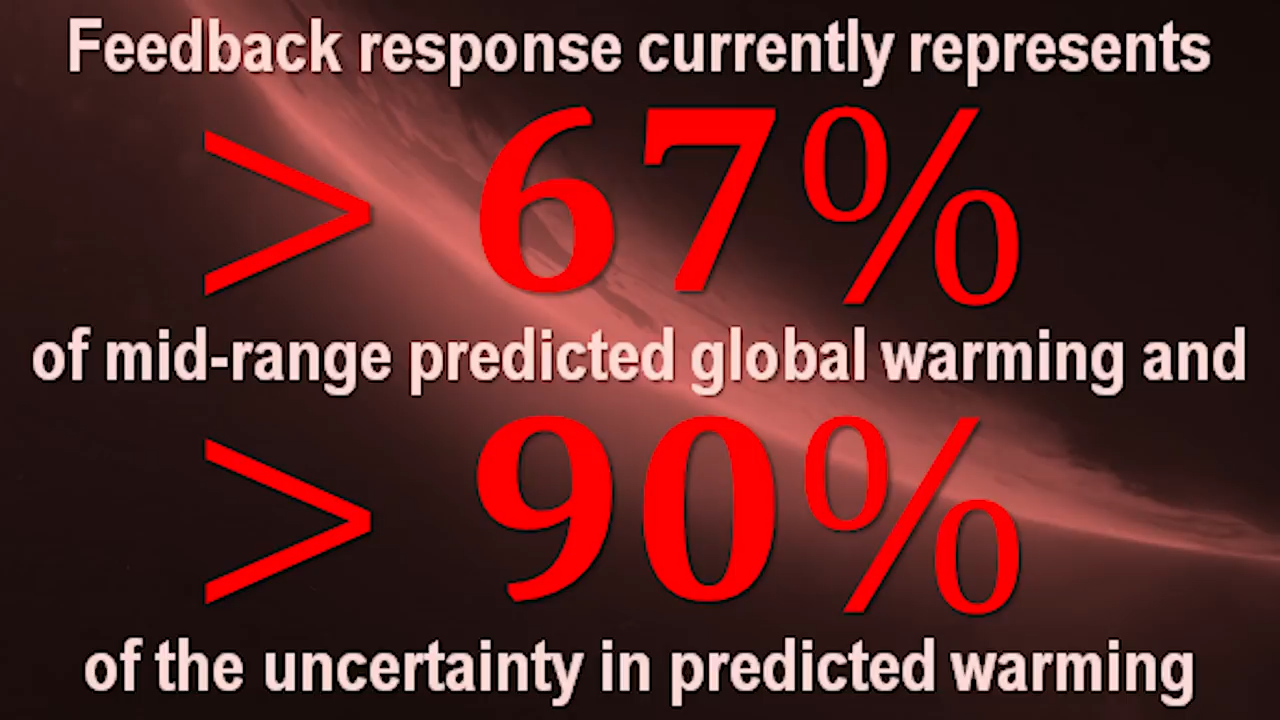 Feedback response currently represents
> 67%
of mid-range predicted global warming and
> 90%
of the uncertainty in predicted warming